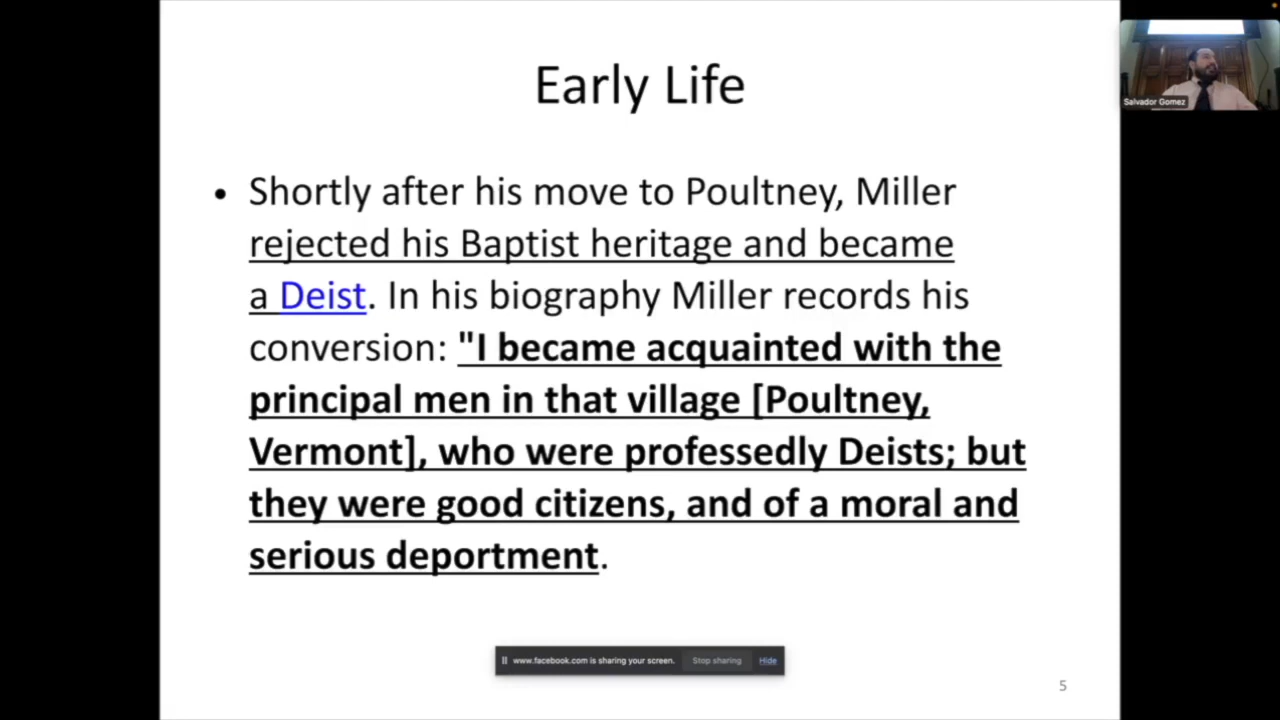 Early Life
Salvador Gomez
• Shortly after his move to Poultney, Miller
rejected his Baptist heritage and became
a Deist. In his biography Miller records his
conversion: "I became acquainted with the
principal men in that village [Poultney,
Vermont], who were professedly Deists; but
they were good citizens, and of a moral and
serious deportment.
www.facebook.com is sharing your screen. Stop sharing Hide
5